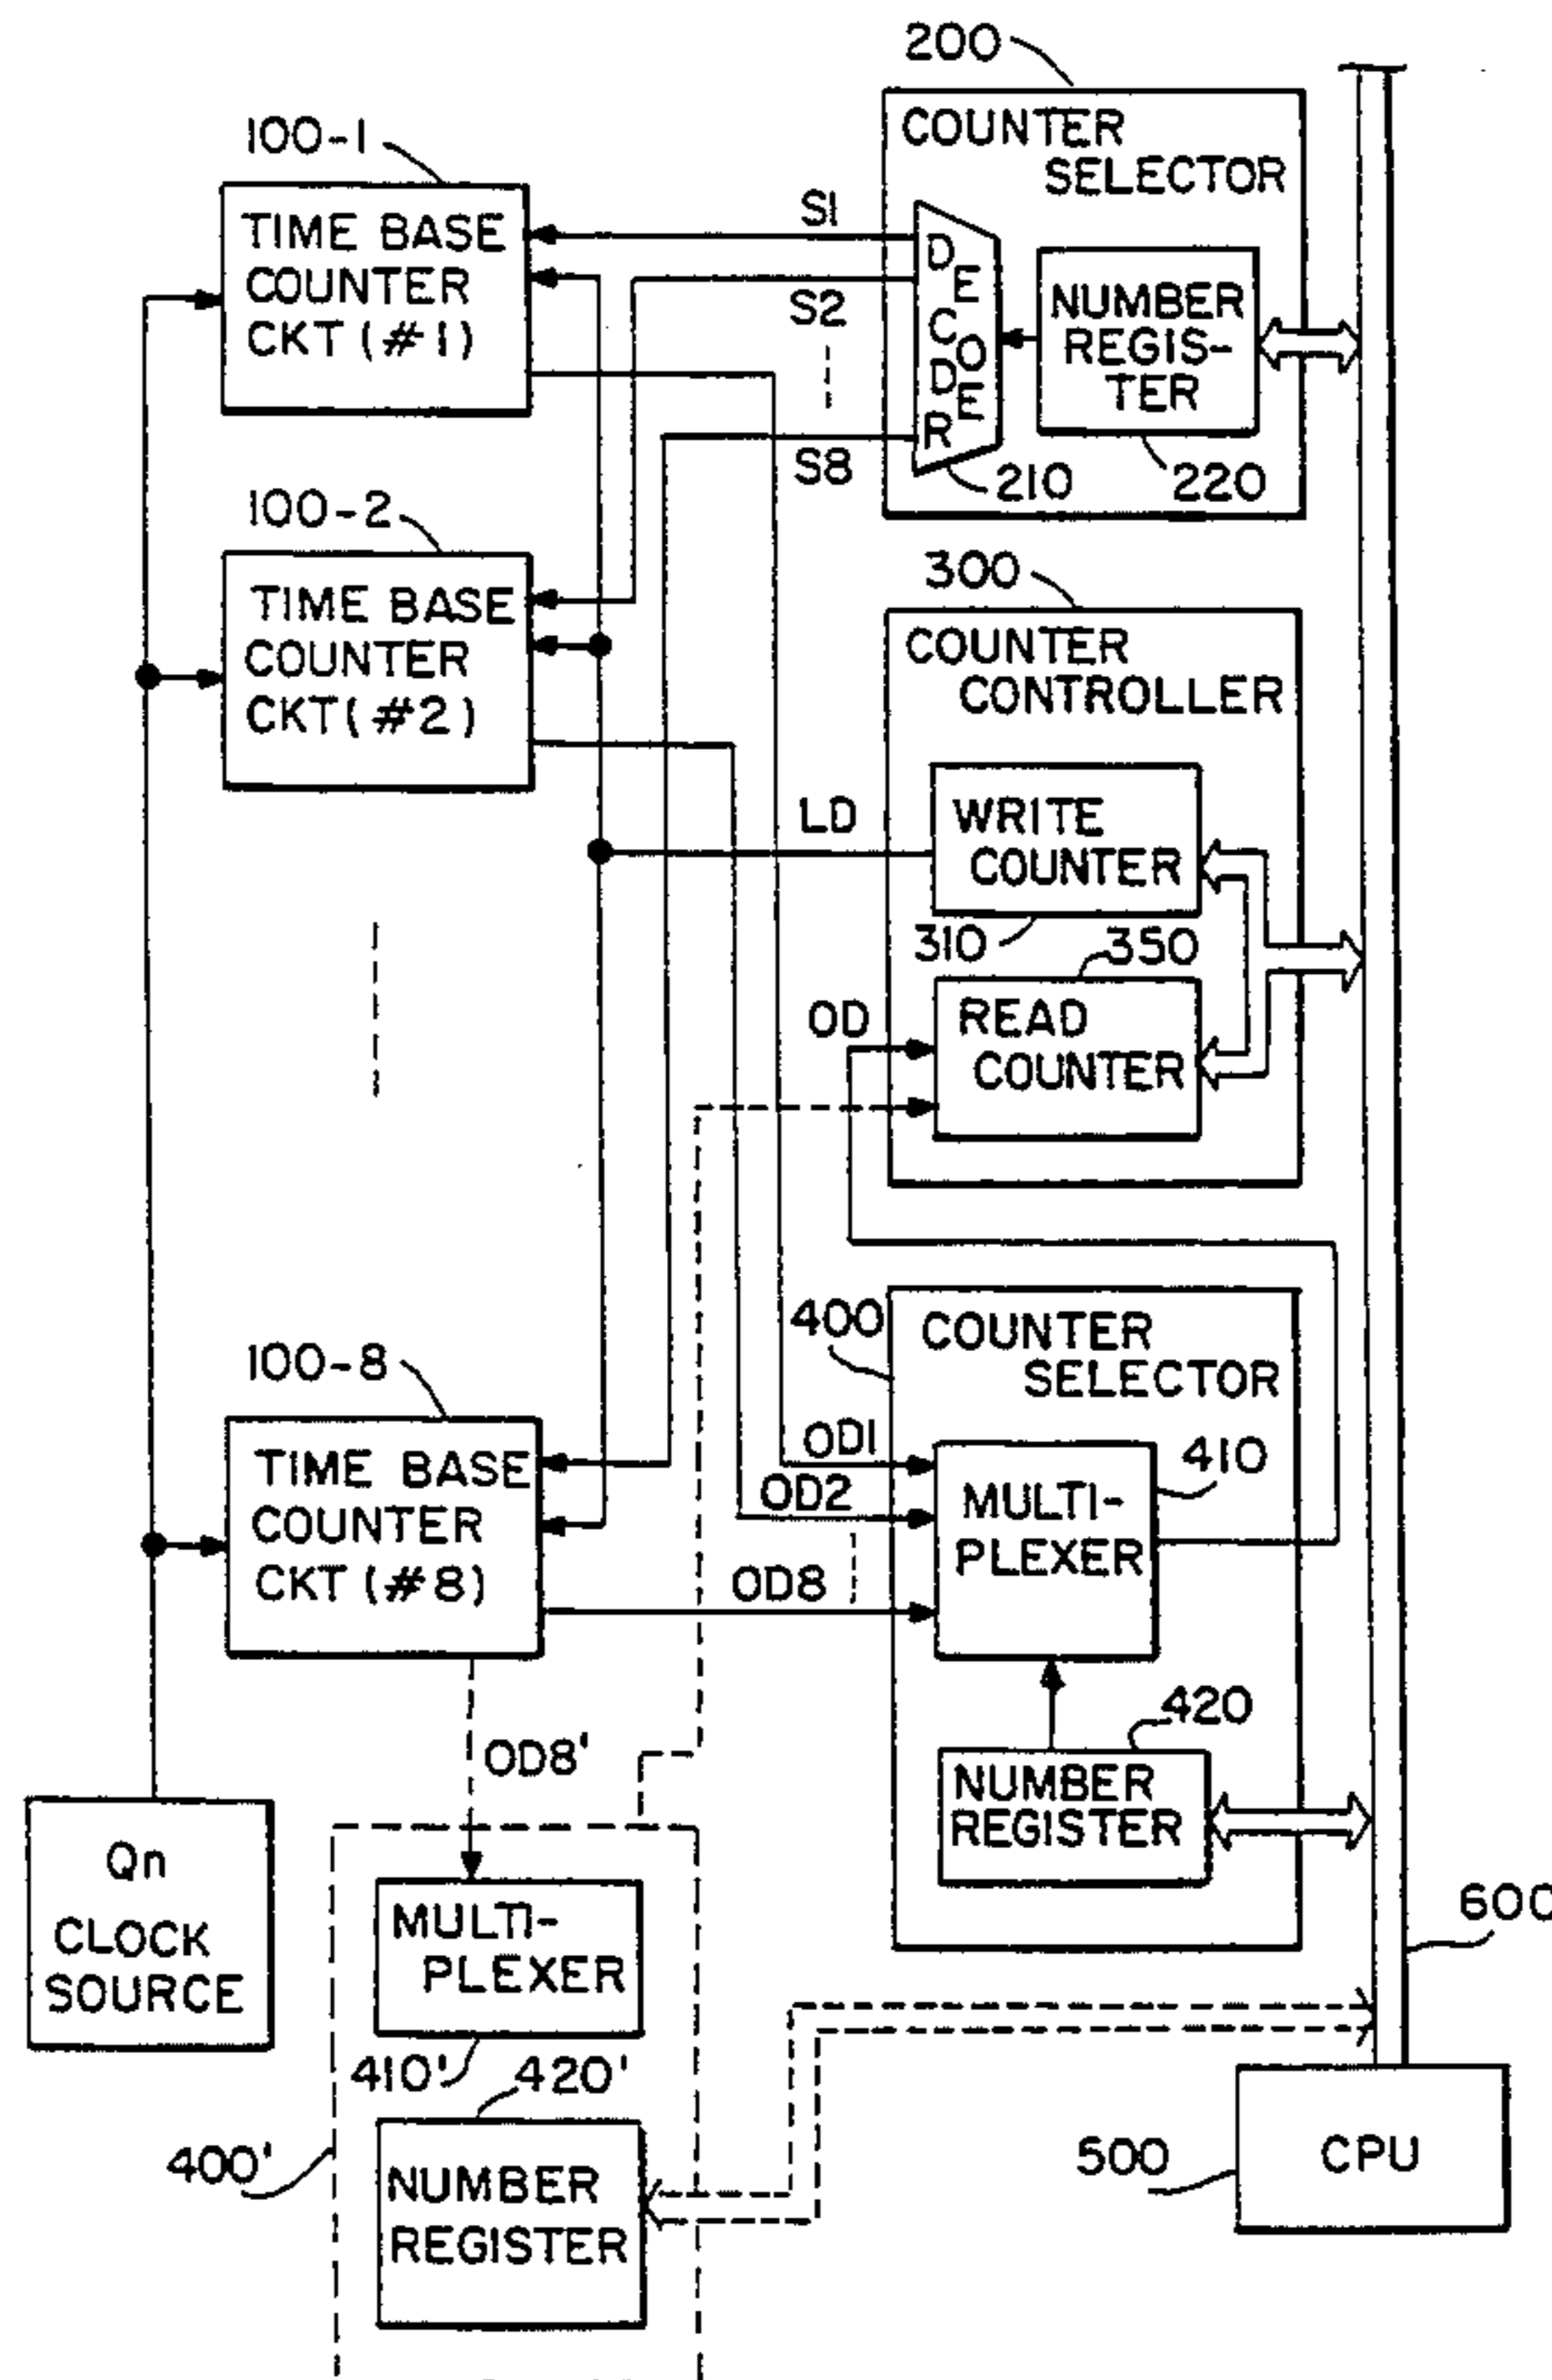 200
COUNTER
SELECTOR
100-1
TIME BASE
COUNTER
CKT (#1)
S1
S2
S8
DECODER
NUMBER
REGIS-
TER
210
220
100-2
TIME BASE
COUNTER
CKT (#2)
300
COUNTER
CONTROLLER
LD
WRITE
COUNTER
310
350
OD
READ
COUNTER
400
COUNTER
SELECTOR
100-8
TIME BASE
COUNTER
CKT (#8)
OD1
OD2
OD8
MULTI-
PLEXER
410
420
NUMBER
REGISTER
OD8'
Qn
CLOCK
SOURCE
MULTI-
PLEXER
410'
420'
400'
NUMBER
REGISTER
600
500
CPU